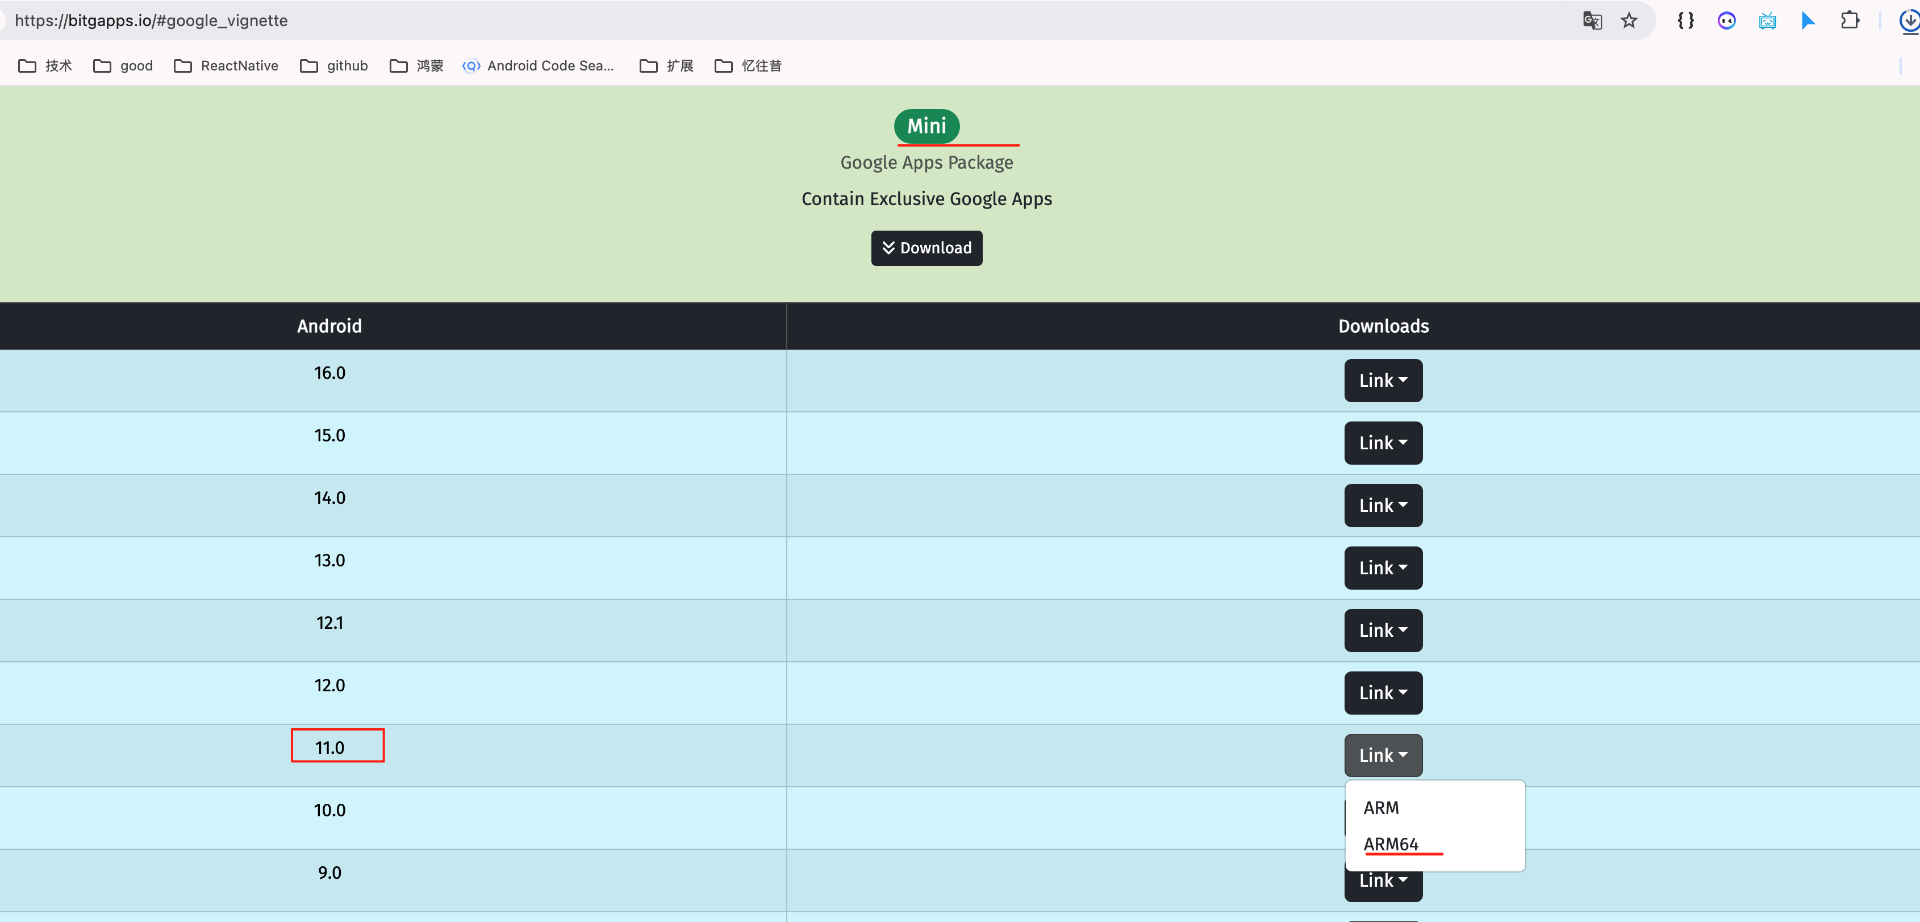 https://bitgapps.io/#google_vignette
技术 good ReactNative github 鸿蒙 Android Code Sea... 扩展 忆往昔
Mini
Google Apps Package
Contain Exclusive Google Apps
Download
Android Downloads
16.0 Link
15.0 Link
14.0 Link
13.0 Link
12.1 Link
12.0 Link
11.0 Link
ARM
10.0
ARM64
9.0 Link